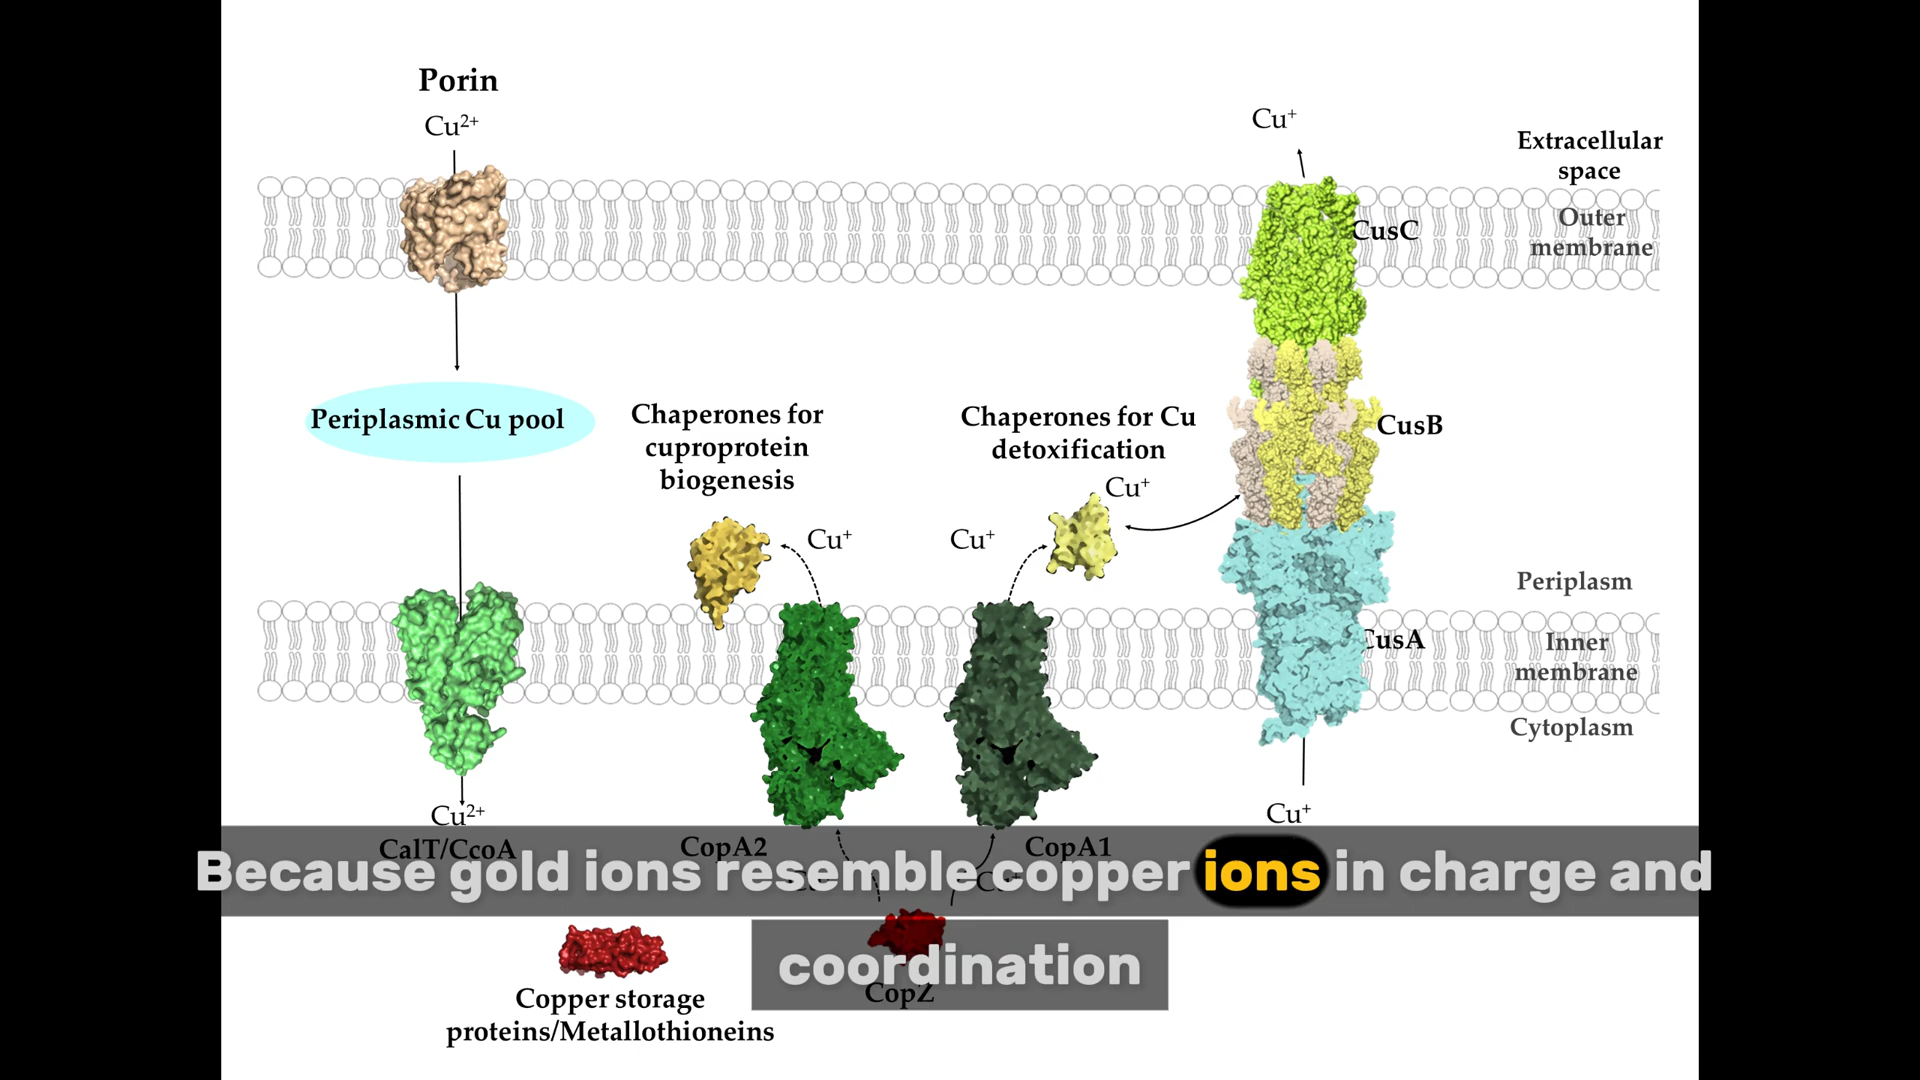 Porin
Cu²⁺
Cu⁺
Extracellular
space
CusC
Outer
membrane
Periplasmic Cu pool
Chaperones for
cuproprotein
biogenesis
Chaperones for Cu
detoxification
Cu⁺
CusB
Cu⁺
Cu⁺
Periplasm
CusA
Inner
membrane
Cytoplasm
Cu²⁺
CalT/CcoA
CopA2
CopA1
Cu⁺
Because gold ions resemble copper ions in charge and
coordination
CopZ
Copper storage
proteins/Metallothioneins